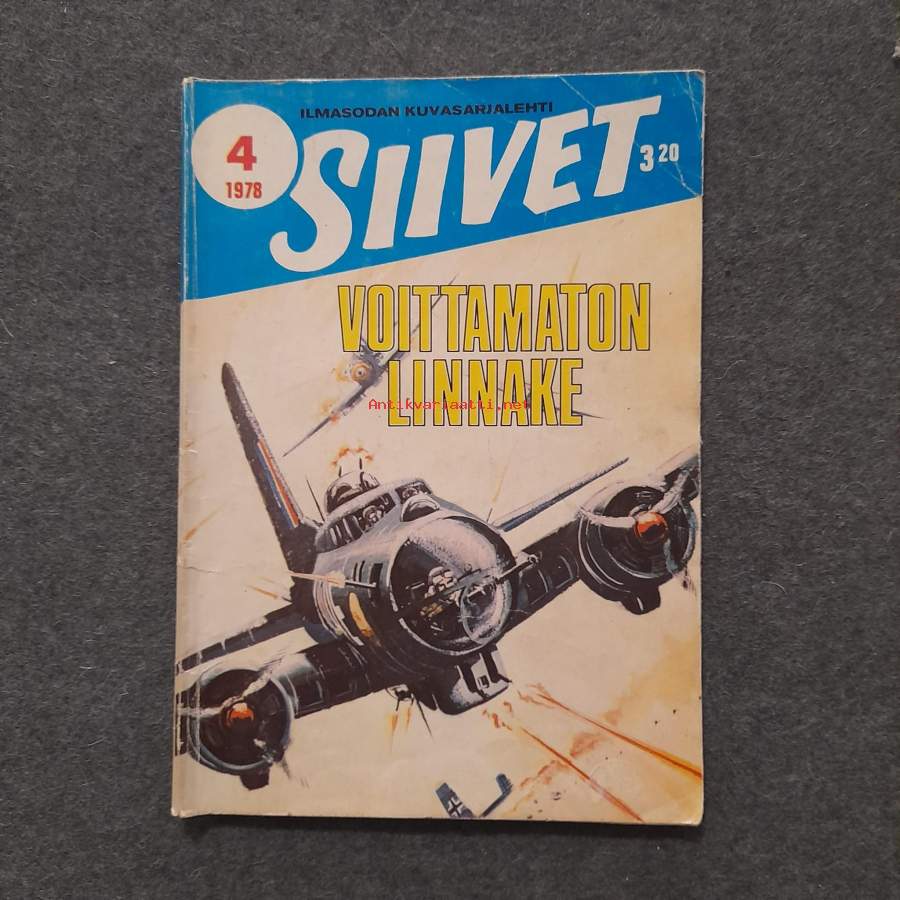 ILMASODAN KUVASARJALEHTI
4
1978
SIIVET
3 20
VOITTAMATON
LINNAKE
Antikvariaatti.net